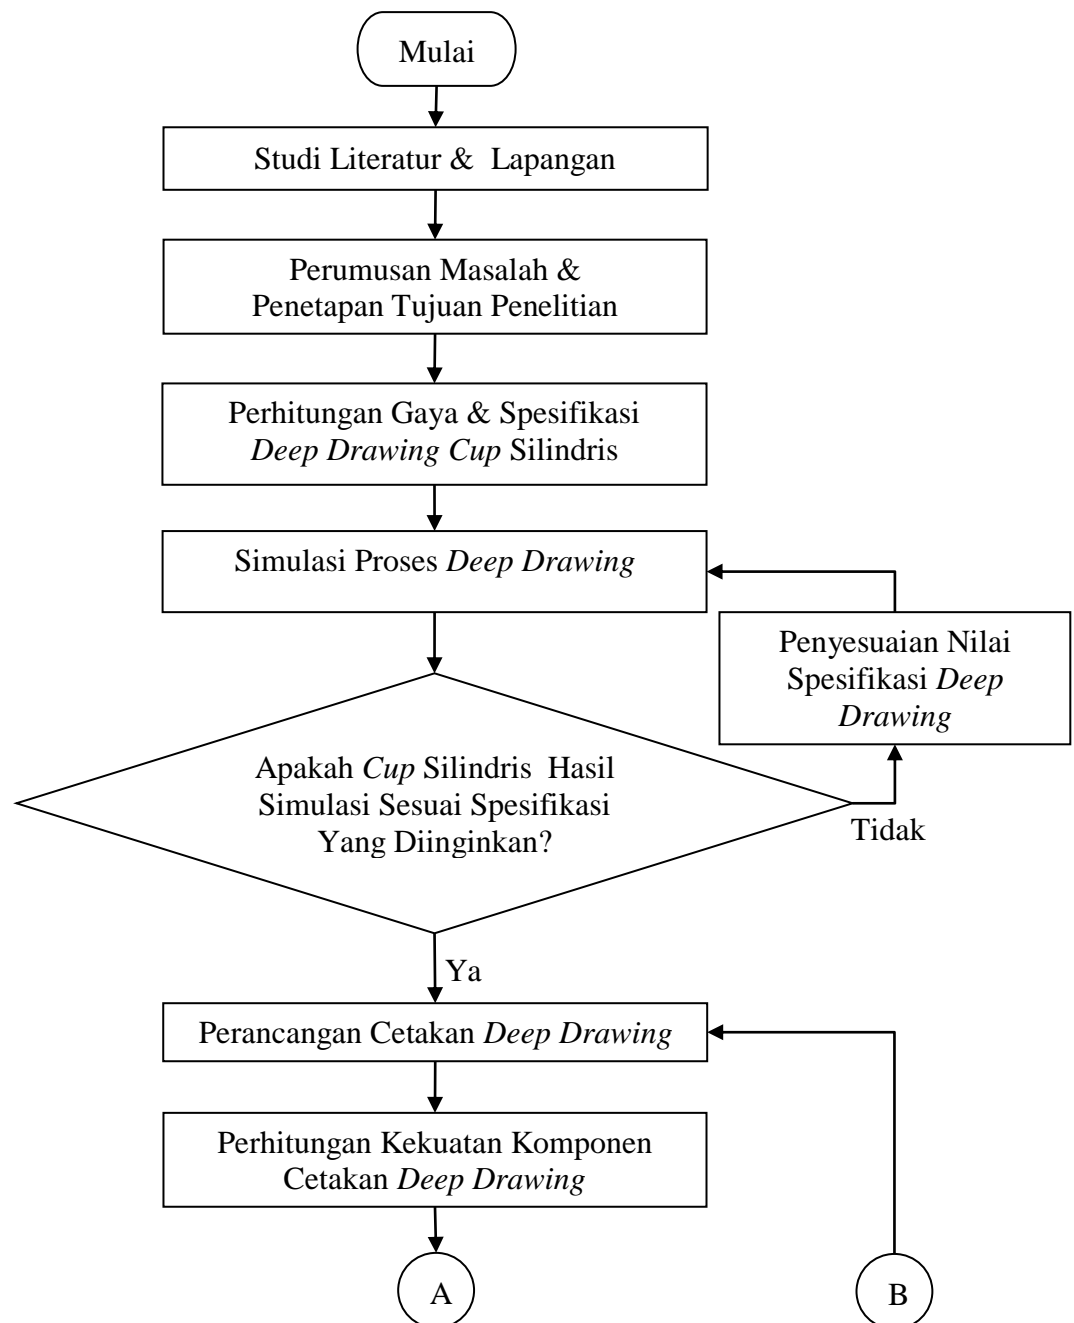 Mulai
Studi Literatur & Lapangan
Perumusan Masalah &
Penetapan Tujuan Penelitian
Perhitungan Gaya & Spesifikasi
Deep Drawing Cup Silindris
Simulasi Proses Deep Drawing
Penyesuaian Nilai
Spesifikasi Deep
Drawing
Apakah Cup Silindris Hasil
Simulasi Sesuai Spesifikasi
Yang Diinginkan?
Tidak
Ya
Perancangan Cetakan Deep Drawing
Perhitungan Kekuatan Komponen
Cetakan Deep Drawing
A
B